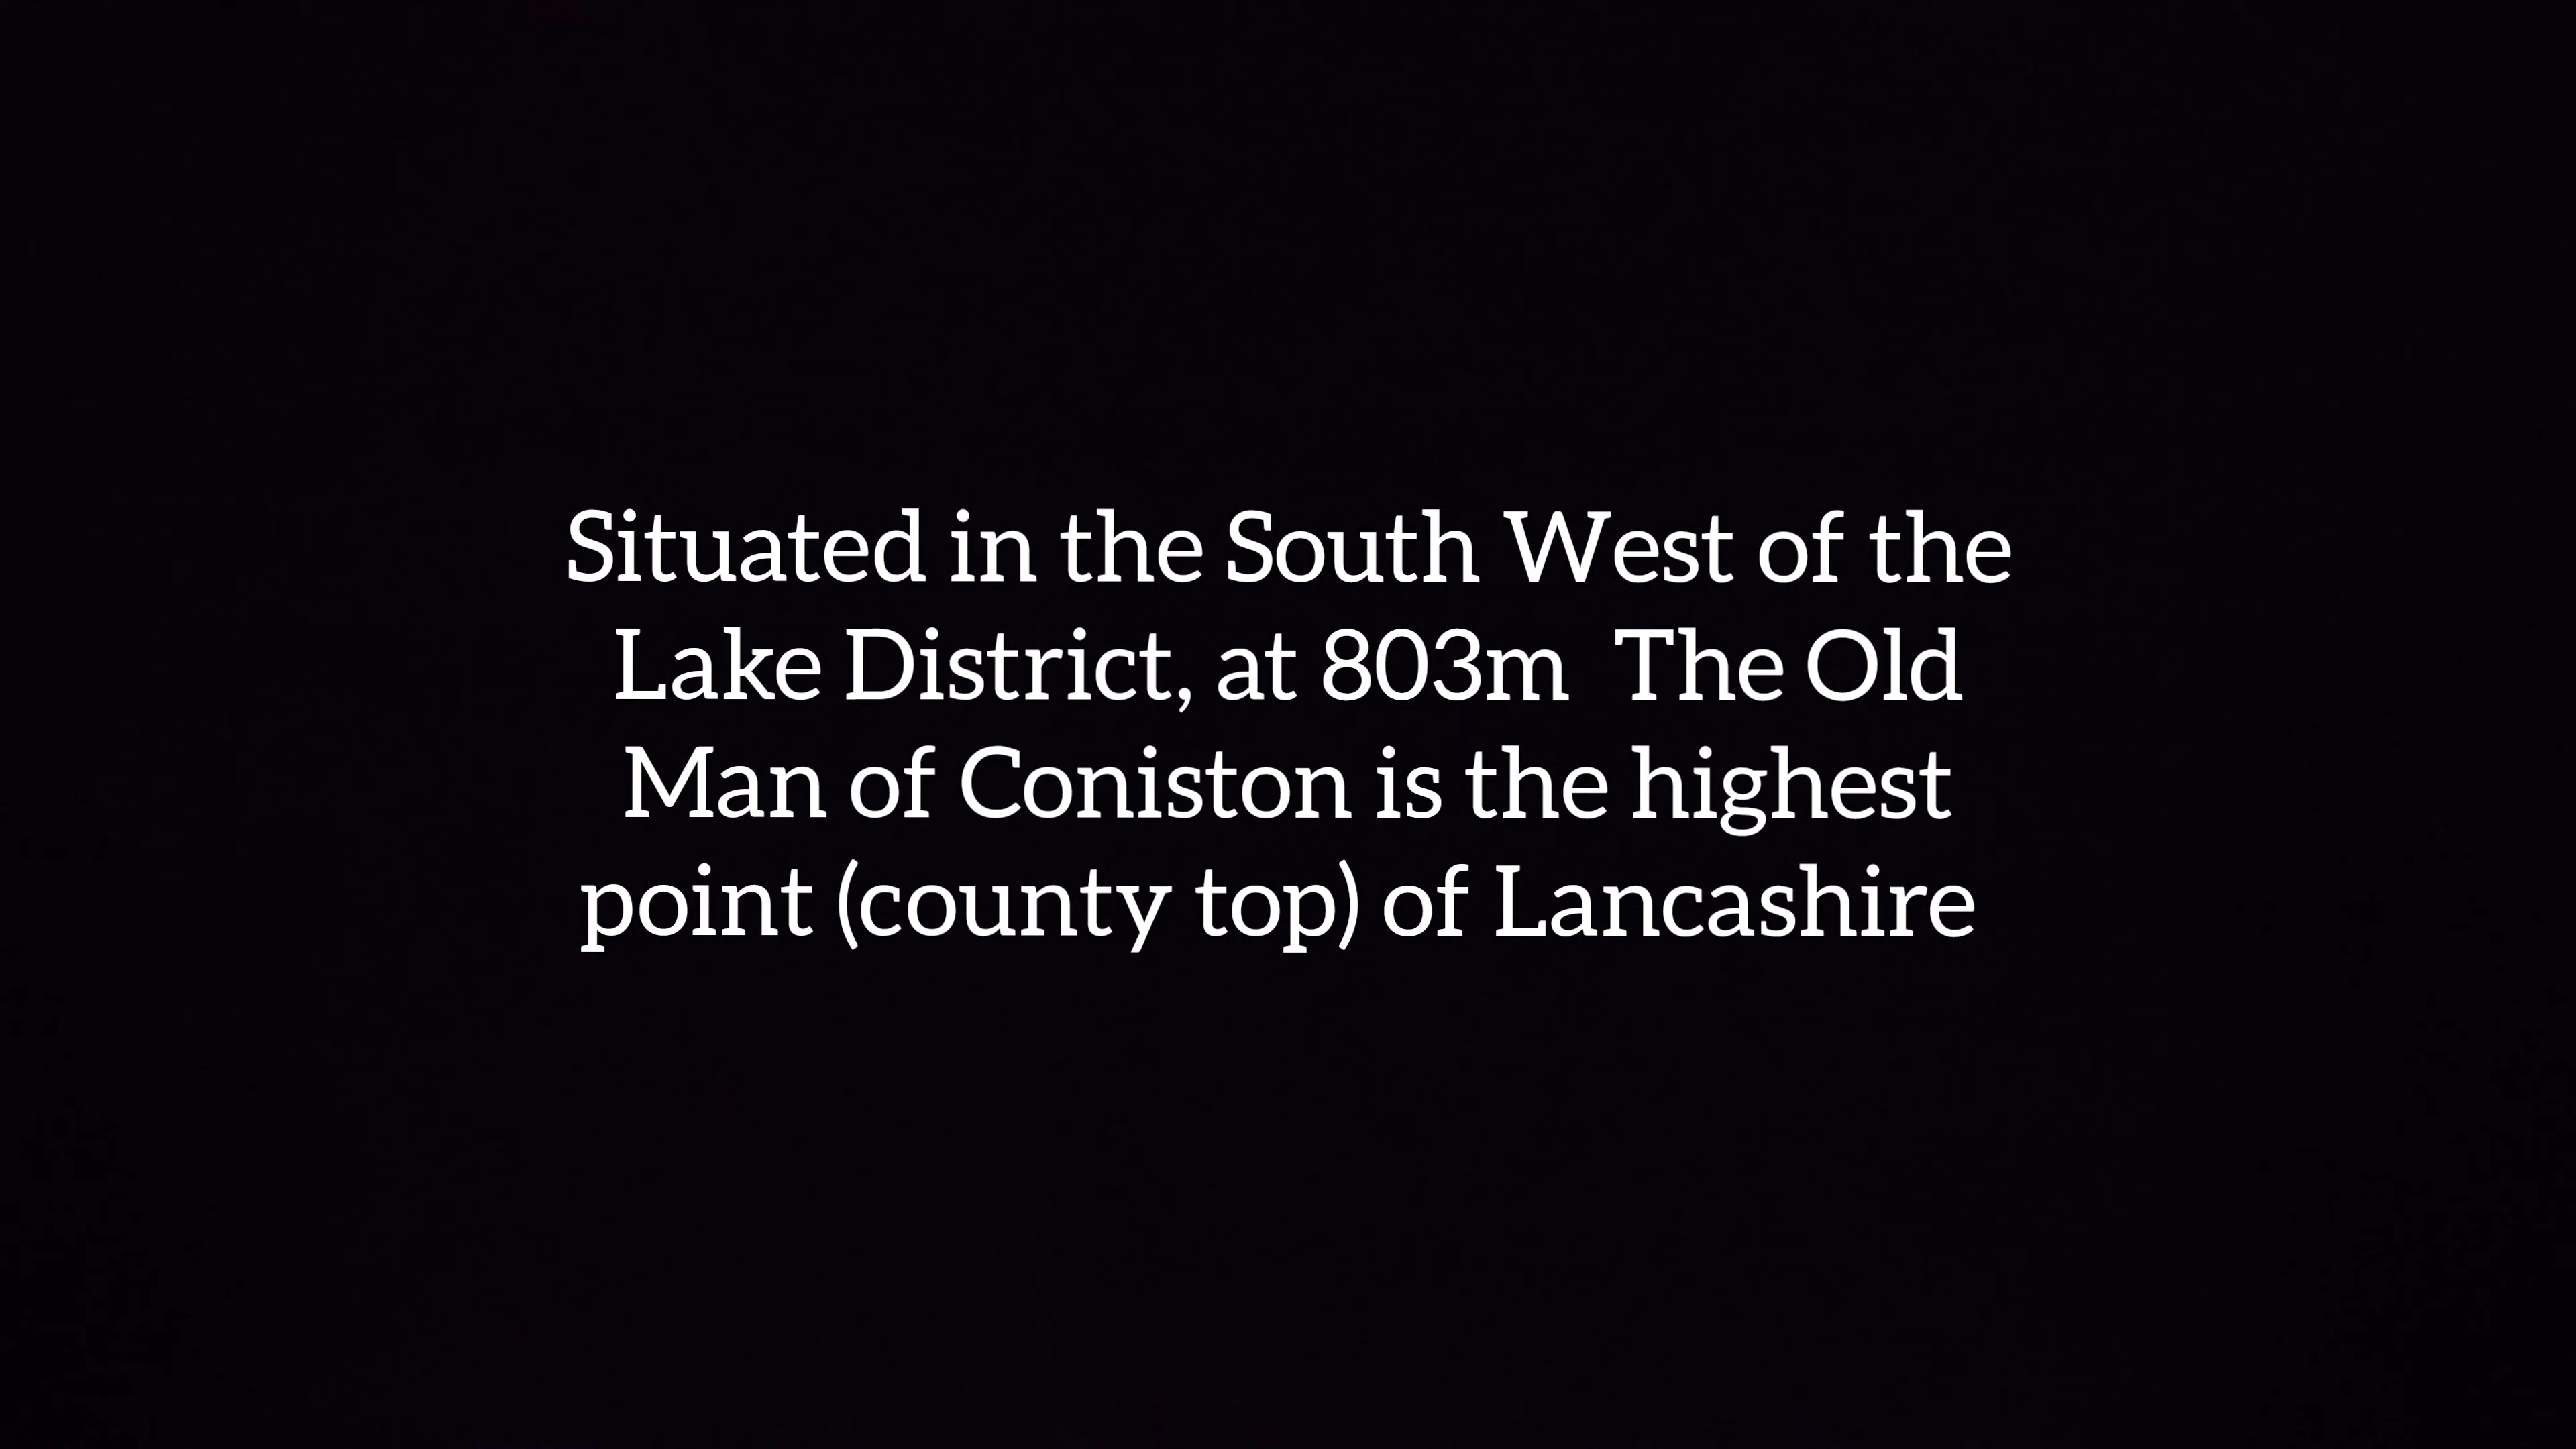 Situated in the South West of the
Lake District, at 803m  The Old
Man of Coniston is the highest
point (county top) of Lancashire